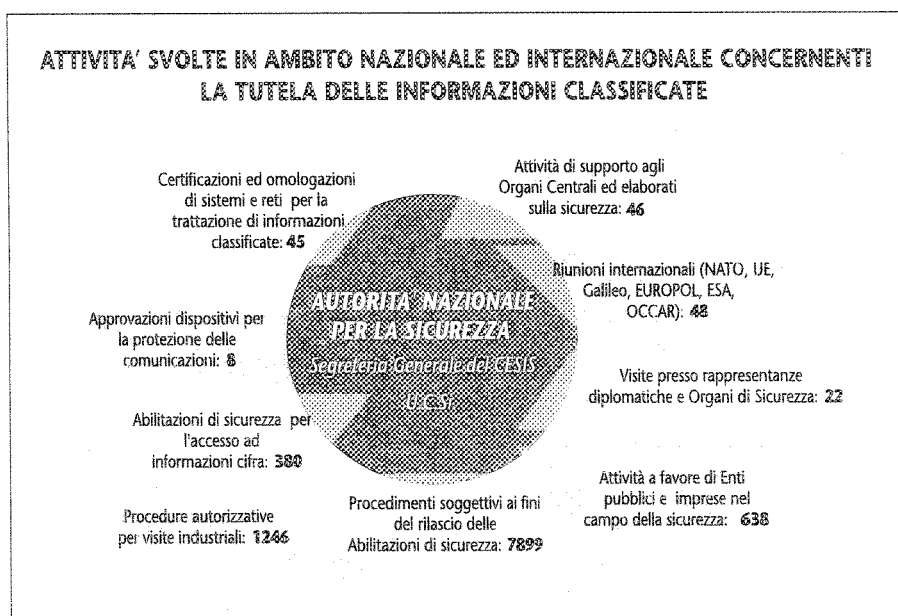 ATTIVITA' SVOLTE IN AMBITO NAZIONALE ED INTERNAZIONALE CONCERNENTI
LA TUTELA DELLE INFORMAZIONI CLASSIFICATE
Certificazioni ed omologazioni
di sistemi e reti per la
trattazione di informazioni
classificate: 45
Attività di supporto agli
Organi Centrali ed elaborati
sulla sicurezza: 46
Riunioni internazionali (NATO, UE,
Galileo, EUROPOL, ESA,
OCCAR): 48
AUTORITA' NAZIONALE
PER LA SICUREZZA
Segreteria Generale del CESIS
U.C.Si.
Approvazioni dispositivi per
la protezione delle
comunicazioni: 8
Visite presso rappresentanze
diplomatiche e Organi di Sicurezza: 22
Abilitazioni di sicurezza per
l'accesso ad
informazioni cifra: 380
Attività a favore di Enti
pubblici e imprese nel
campo della sicurezza: 638
Procedure autorizzative
per visite industriali: 1246
Procedimenti soggettivi ai fini
del rilascio delle
Abilitazioni di sicurezza: 7899